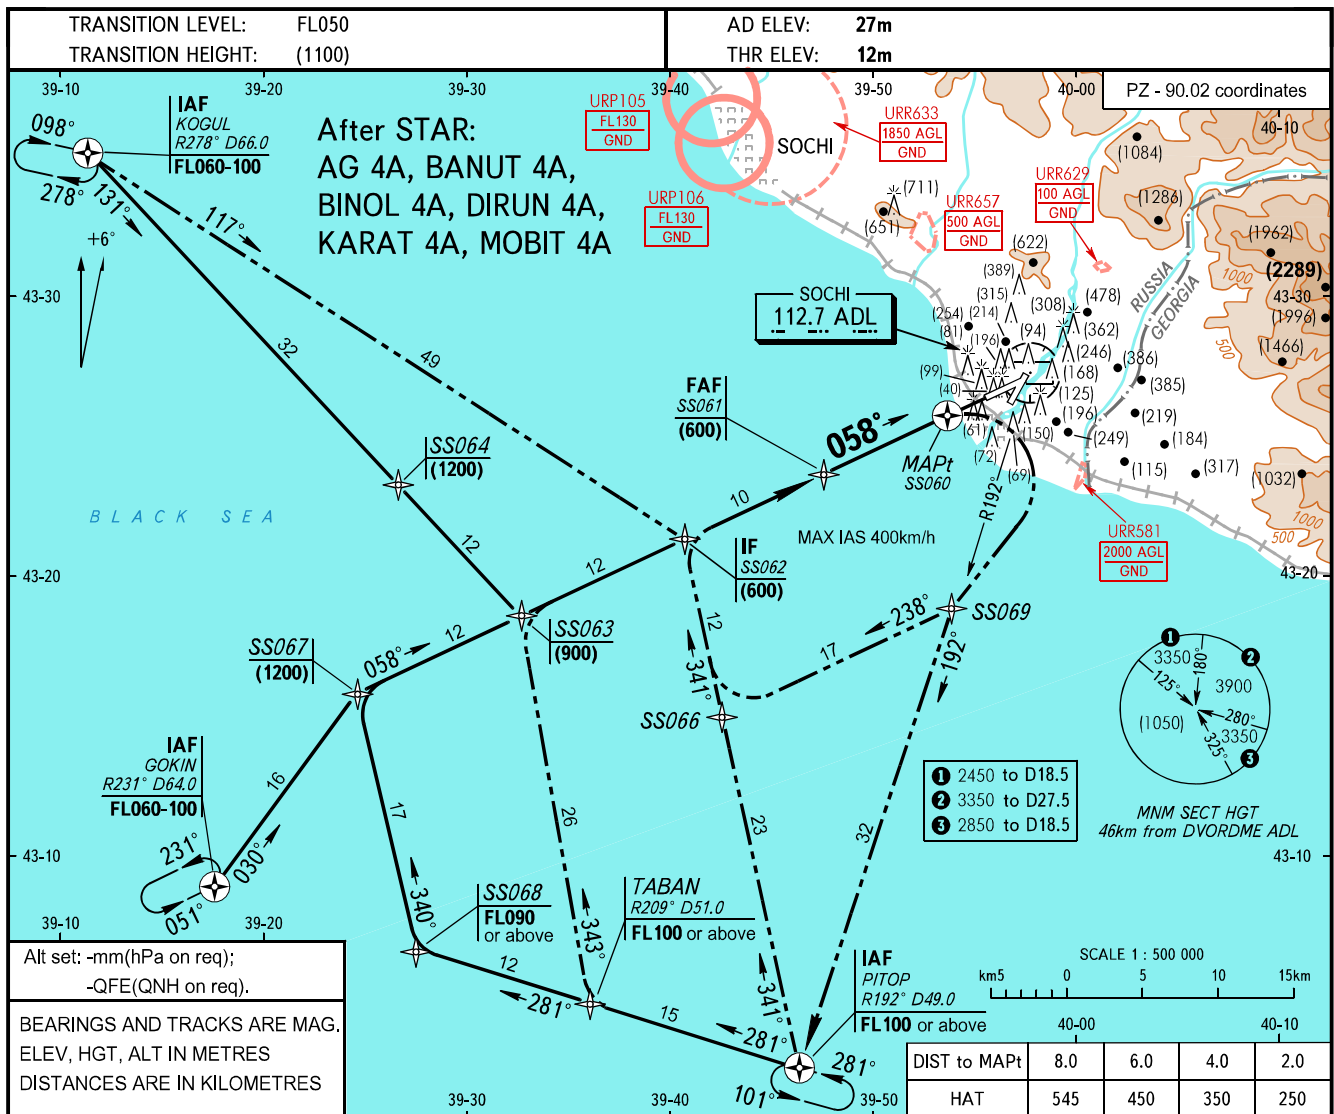 TRANSITION LEVEL: FL050
TRANSITION HEIGHT: (1100)
AD ELEV: 27m
THR ELEV: 12m
39-10
39-20
39-30
39-40
39-50
40-00
PZ - 90.02 coordinates
40-10
IAF
KOGUL
R278° D66.0
FL060-100
098°
278°
131°
117°
+6°
After STAR:
AG 4A, BANUT 4A,
BINOL 4A, DIRUN 4A,
KARAT 4A, MOBIT 4A
URP105
FL130
GND
URP106
FL130
GND
SOCHI
URR633
1850 AGL
GND
URR657
500 AGL
GND
URR629
100 AGL
GND
(1084)
(1286)
(1962)
(2289)
43-30
(1996)
(1466)
1000
500
RUSSIA
GEORGIA
(711)
(651)
(622)
(389)
(315)
(308)
(478)
(254)
(214)
(81)
(196)
(94)
(362)
(246)
(386)
(99)
(168)
(385)
(40)
(125)
(219)
(61)
(196)
(150)
(249)
(184)
(72)
(69)
(115)
(317)
(1032)
1000
500
43-30
SOCHI
112.7 ADL
32
49
FAF
SS061
(600)
058°
MAPt
SS060
SS064
(1200)
BLACK SEA
10
R192°
MAX IAS 400km/h
URR581
2000 AGL
GND
12
IF
SS062
(600)
43-20
43-20
12
SS063
(900)
SS067
(1200)
058°
12
12
341°
SS066
238°
17
SS069
192°
1
3350
180°
2
125°
3900
(1050)
280°
3350
325°
3
MNM SECT HGT
46km from DVORDME ADL
1 2450 to D18.5
2 3350 to D27.5
3 2850 to D18.5
IAF
GOKIN
R231° D64.0
FL060-100
16
17
26
23
32
231°
030°
051°
43-10
43-10
39-10
39-20
340°
SS068
FL090
or above
343°
TABAN
R209° D51.0
FL100 or above
12
281°
15
281°
341°
IAF
PITOP
R192° D49.0
FL100 or above
281°
101°
SCALE 1 : 500 000
km5 0 5 10 15km
40-00
40-10
39-30
39-40
39-50
Alt set: -mm(hPa on req);
-QFE(QNH on req).
BEARINGS AND TRACKS ARE MAG.
ELEV, HGT, ALT IN METRES
DISTANCES ARE IN KILOMETRES
DIST to MAPt 8.0 6.0 4.0 2.0
HAT 545 450 350 250